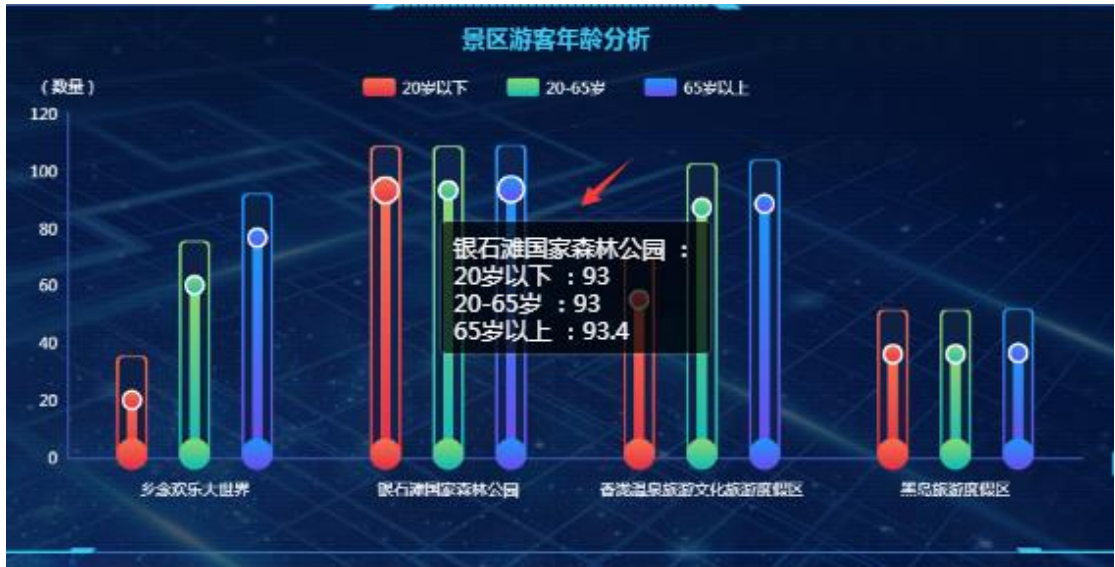 景区游客年龄分析
（数量）
20岁以下 20-65岁 65岁以上
120
100
80
60
40
20
0
银石滩国家森林公园 ：
20岁以下 ：93
20-65岁 ：93
65岁以上 ：93.4
乡念欢乐大世界 银石滩国家森林公园 香泷温泉旅游文化旅游度假区 黑岛旅游度假区